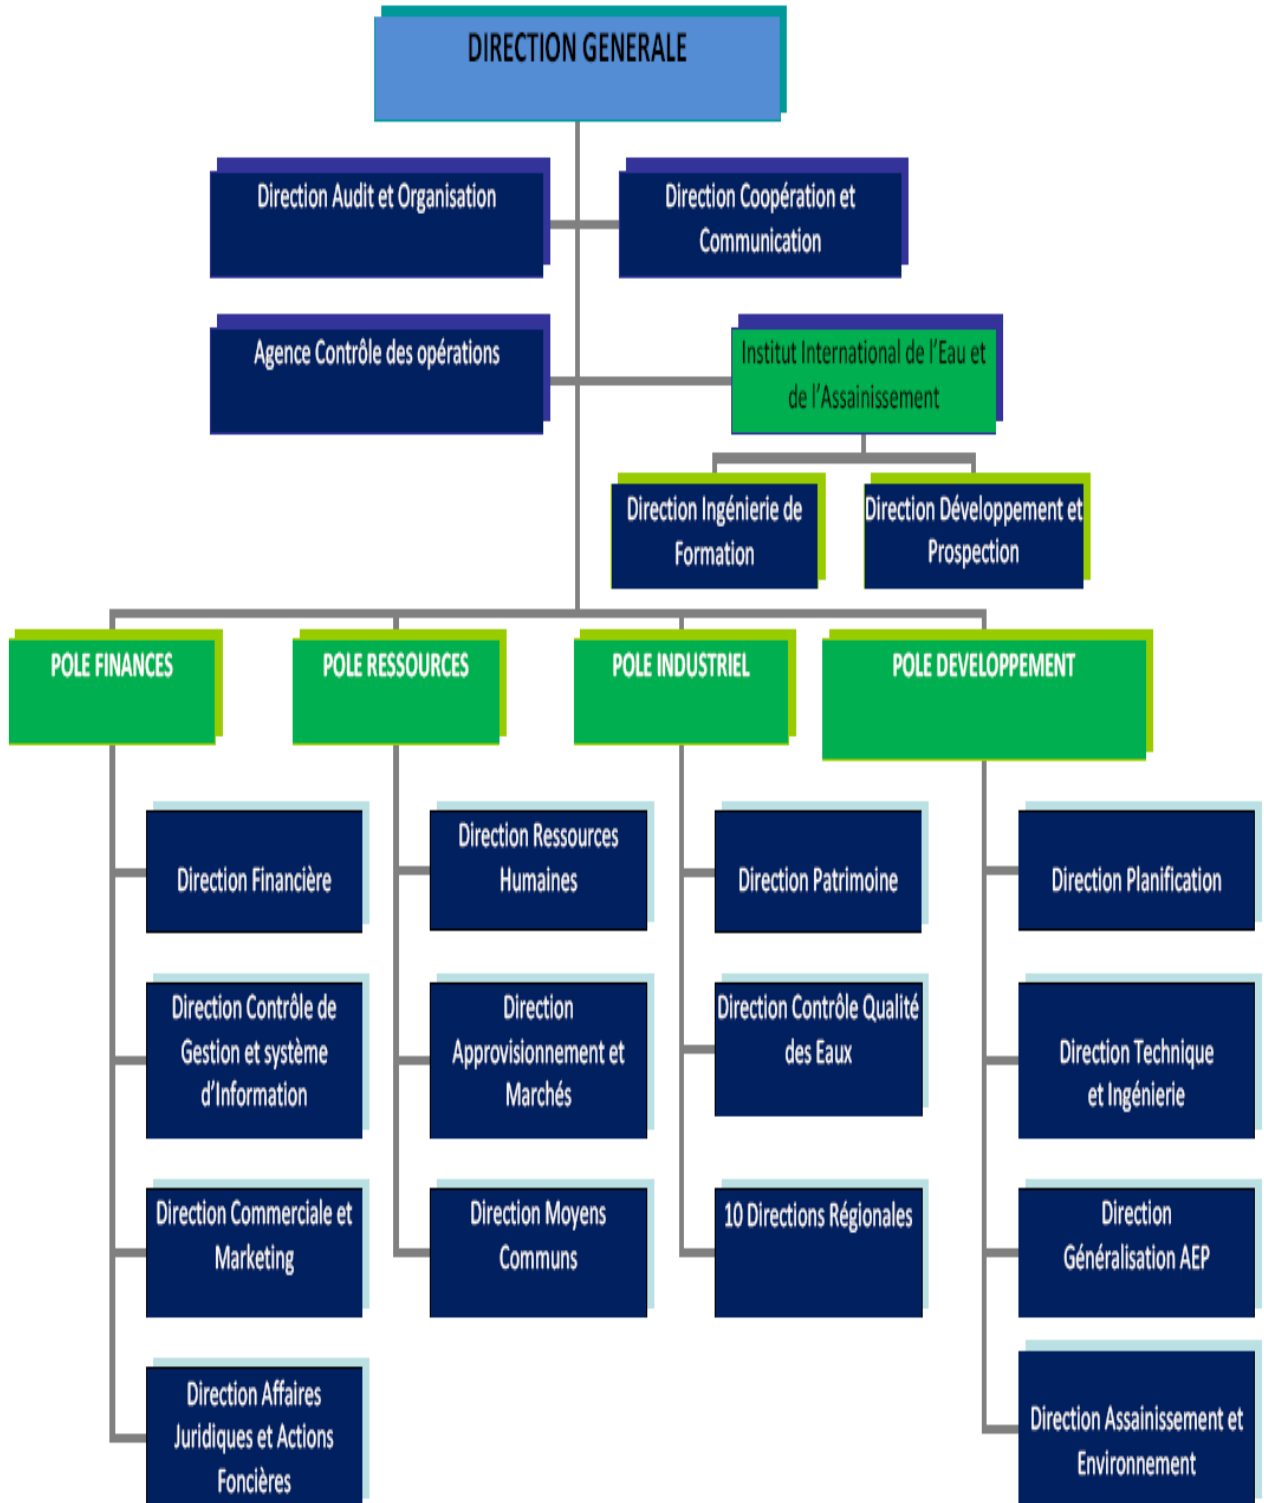 DIRECTION GENERALE
Direction Audit et Organisation
Direction Coopération et
Communication
Agence Contrôle des opérations
Institut International de l'Eau et
de l'Assainissement
Direction Ingénierie de
Formation
Direction Développement et
Prospection
POLE FINANCES
POLE RESSOURCES
POLE INDUSTRIEL
POLE DEVELOPPEMENT
Direction Financière
Direction Ressources
Humaines
Direction Patrimoine
Direction Planification
Direction Contrôle de
Gestion et système
d'Information
Direction
Approvisionnement et
Marchés
Direction Contrôle Qualité
des Eaux
Direction Technique
et Ingénierie
Direction Commerciale et
Marketing
Direction Moyens
Communs
10 Directions Régionales
Direction
Généralisation AEP
Direction Affaires
Juridiques et Actions
Foncières
Direction Assainissement et
Environnement